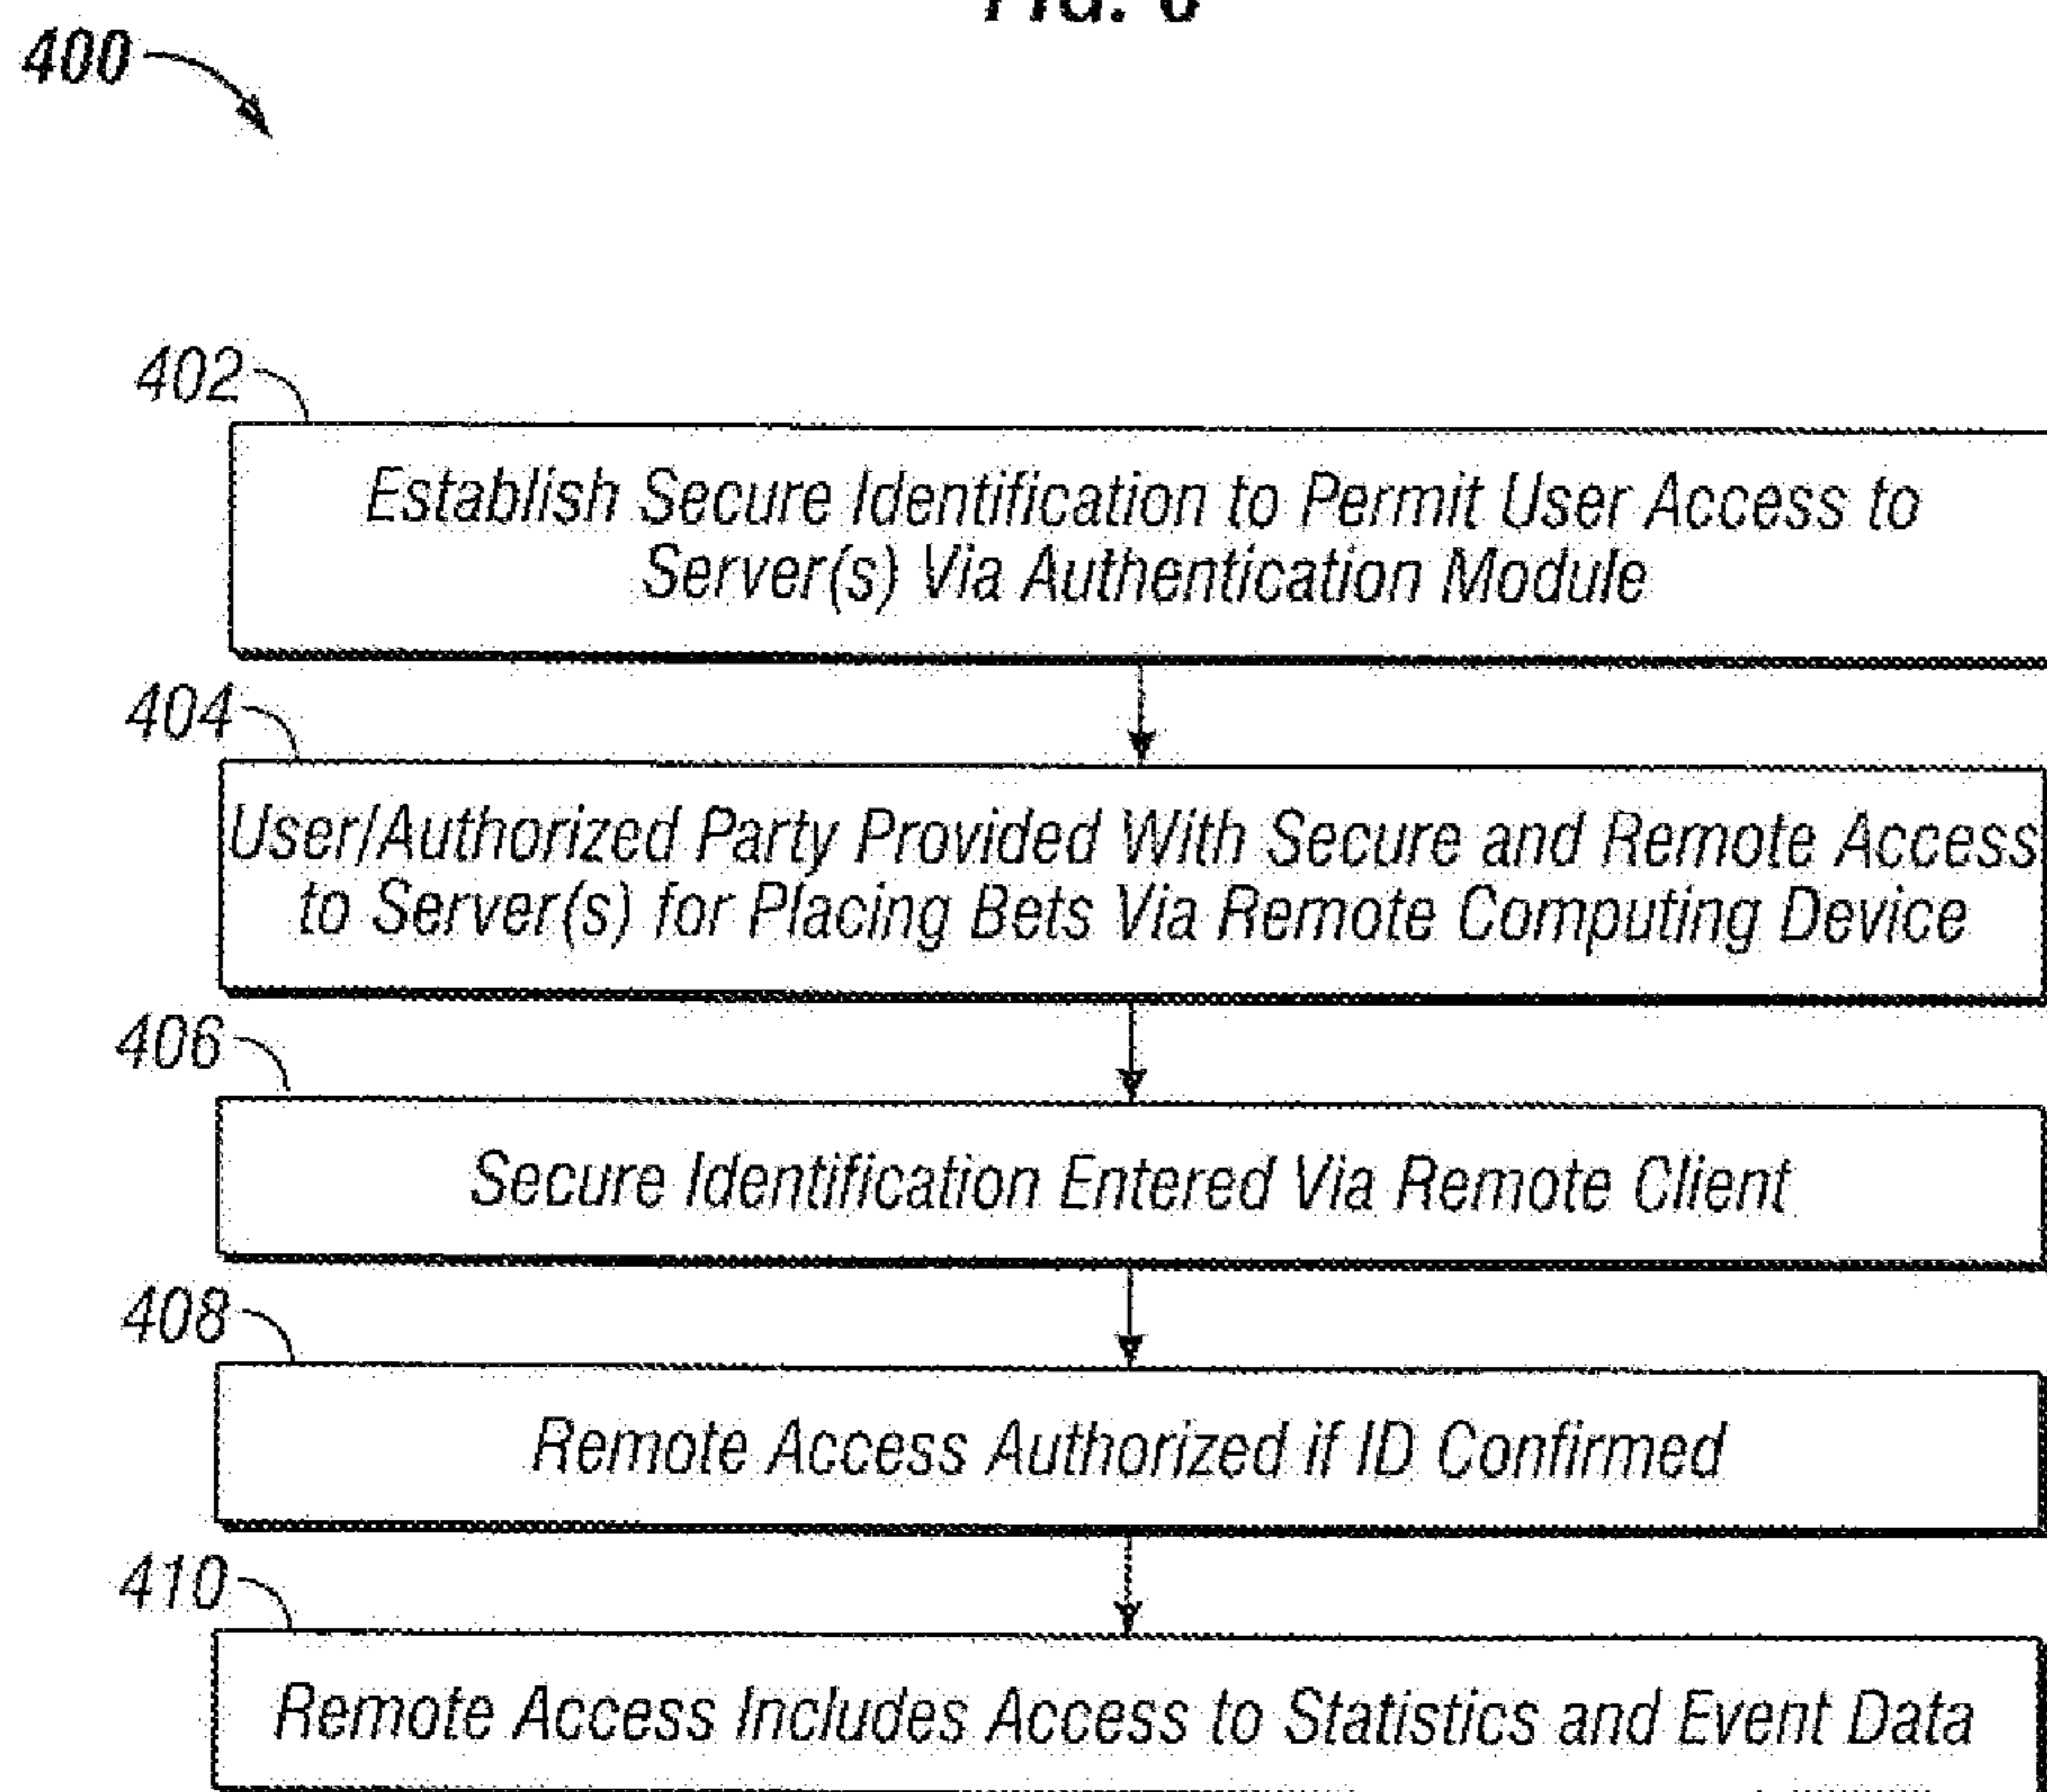 400
402
Establish Secure Identification to Permit User Access to
Server(s) Via Authentication Module
404
User/Authorized Party Provided With Secure and Remote Access
to Server(s) for Placing Bets Via Remote Computing Device
406
Secure Identification Entered Via Remote Client
408
Remote Access Authorized if ID Confirmed
410
Remote Access Includes Access to Statistics and Event Data